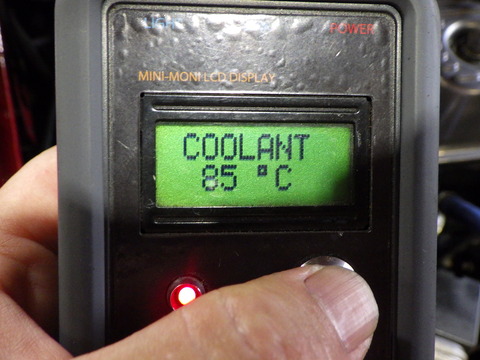 POWER
MINI-MONI LCD DISPLAY
COOLANT
85 °C